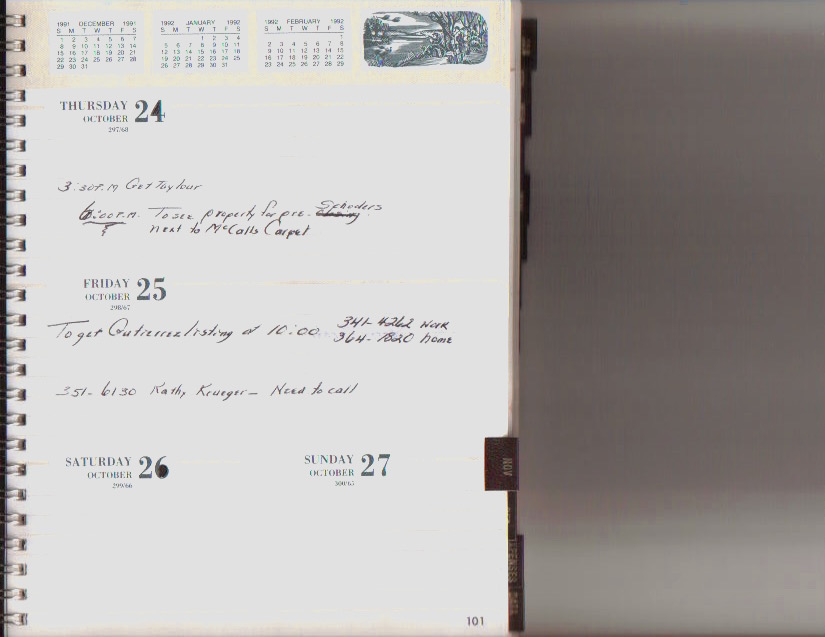 1991 DECEMBER 1991
S M T W T F S
1 2 3 4 5 6 7
8 9 10 11 12 13 14
15 16 17 18 19 20 21
22 23 24 25 26 27 28
29 30 31
1992 JANUARY 1992
S M T W T F S
1 2 3 4
5 6 7 8 9 10 11
12 13 14 15 16 17 18
19 20 21 22 23 24 25
26 27 28 29 30 31
1992 FEBRUARY 1992
S M T W T F S
1
2 3 4 5 6 7 8
9 10 11 12 13 14 15
16 17 18 19 20 21 22
23 24 25 26 27 28 29
THURSDAY 24
OCTOBER
297/68
3:30P.M Get Taylour
6:00P.M. To see property for pre- Schoders
next to McCalls Carpet
FRIDAY 25
OCTOBER
298/67
To get Gutierrez listing at 10:00 341-4262 work
364-7820 home
351-6130 Kathy Krueger- Need to call
SATURDAY 26
OCTOBER
299/66
SUNDAY 27
OCTOBER
300/65
NOV
EXPENSES
101